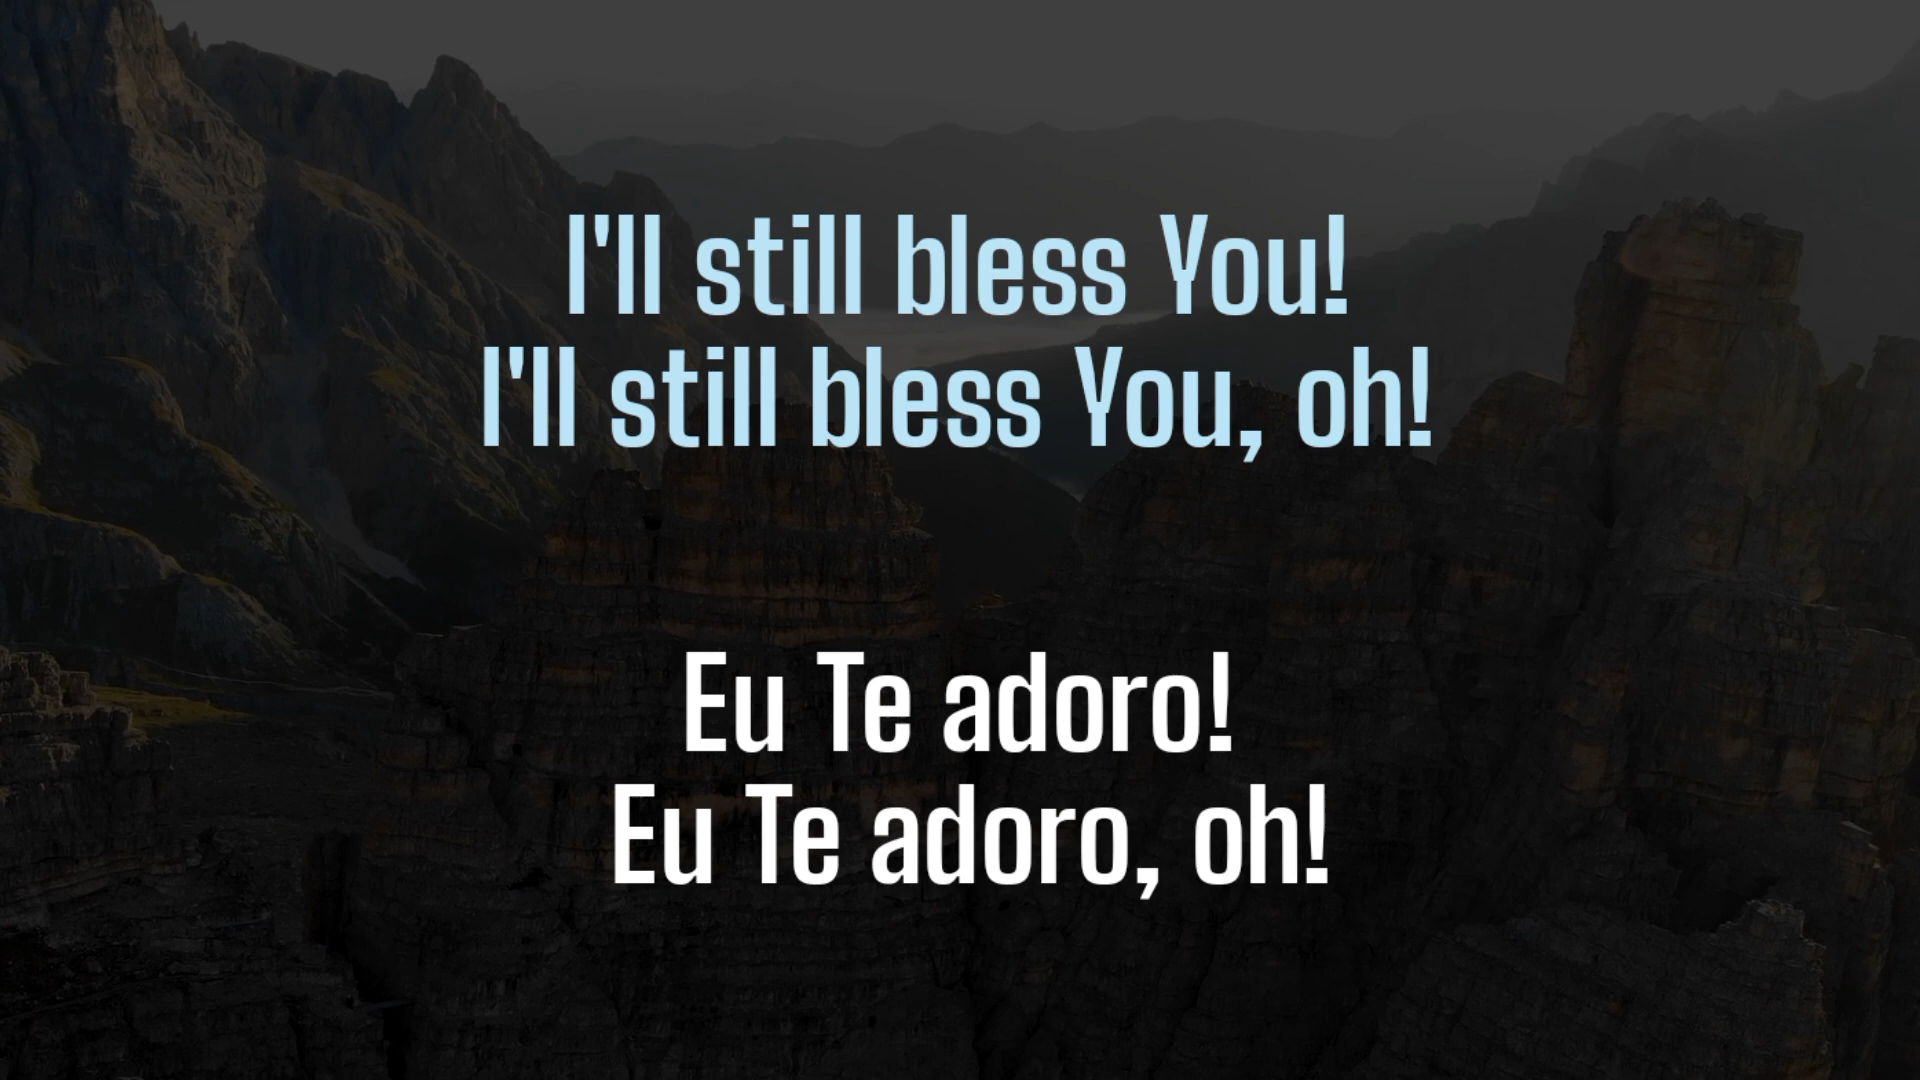 I'll still bless You!
I'll still bless You, oh!
Eu Te adoro!
Eu Te adoro, oh!